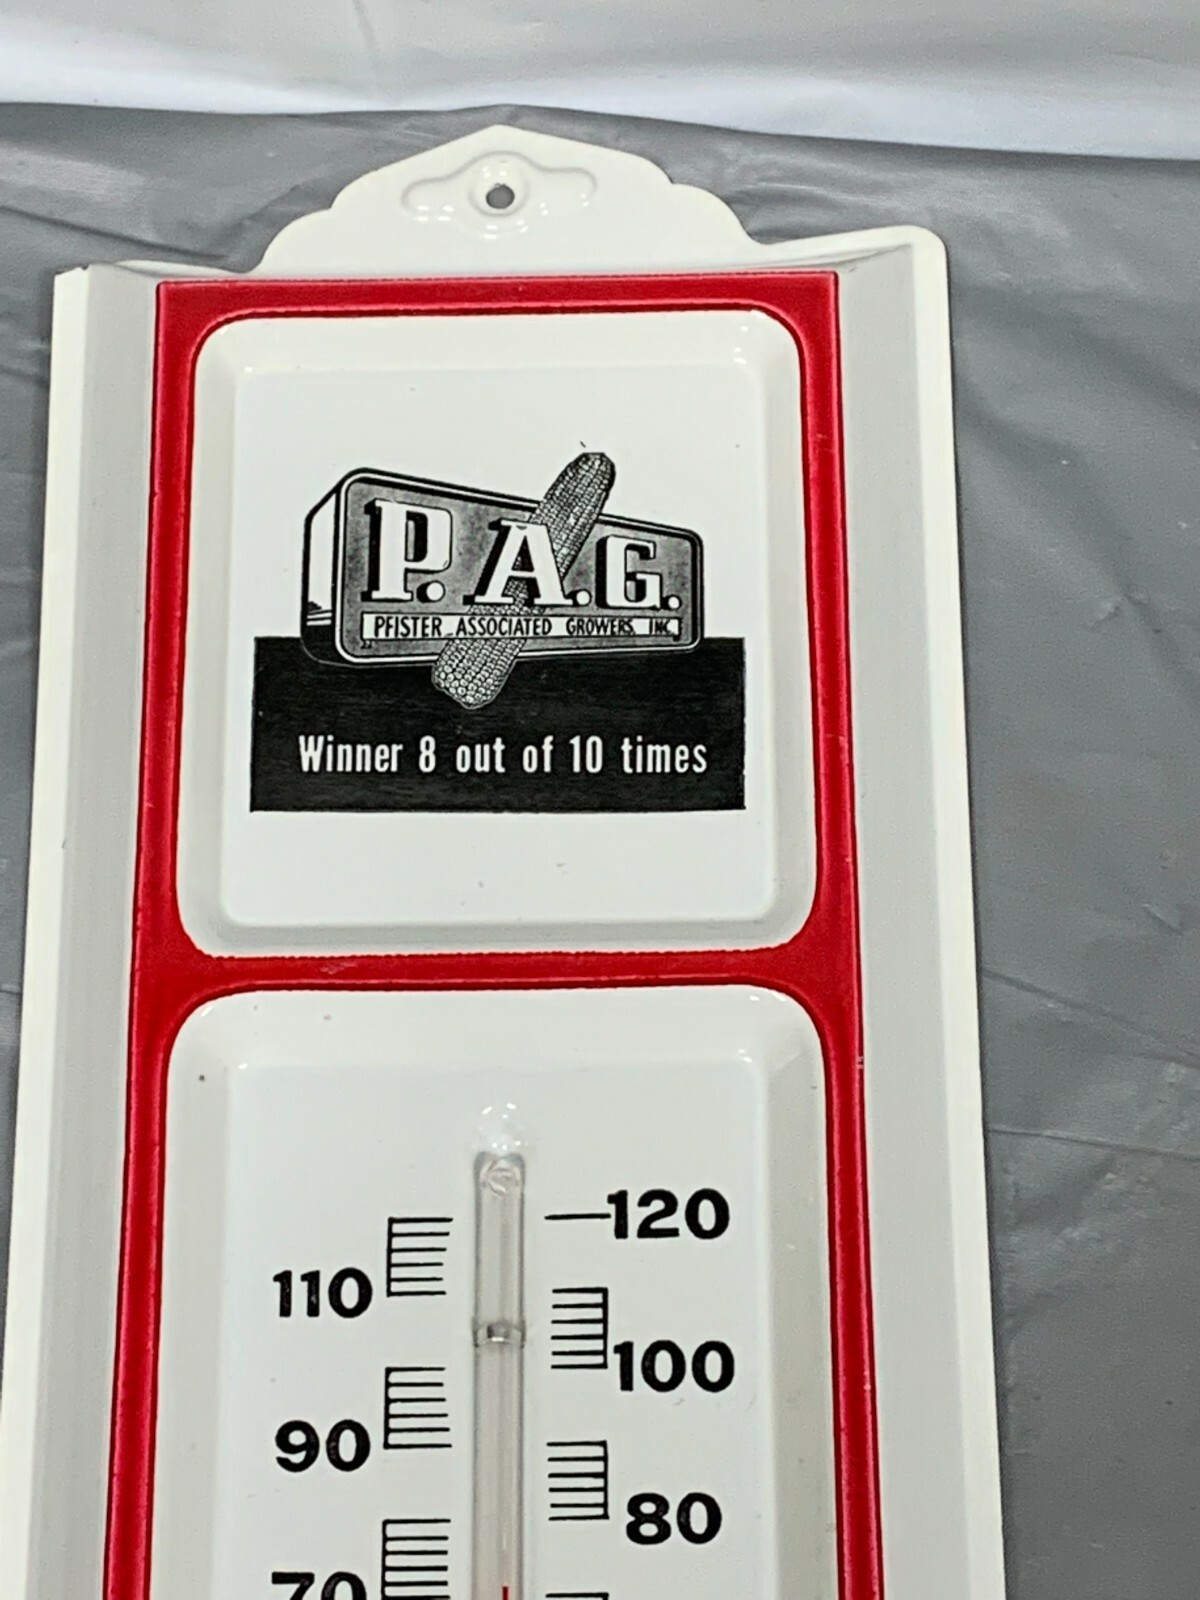 P.A.G.
PFISTER ASSOCIATED GROWERS, INC.
Winner 8 out of 10 times
120
110
100
90
80
70